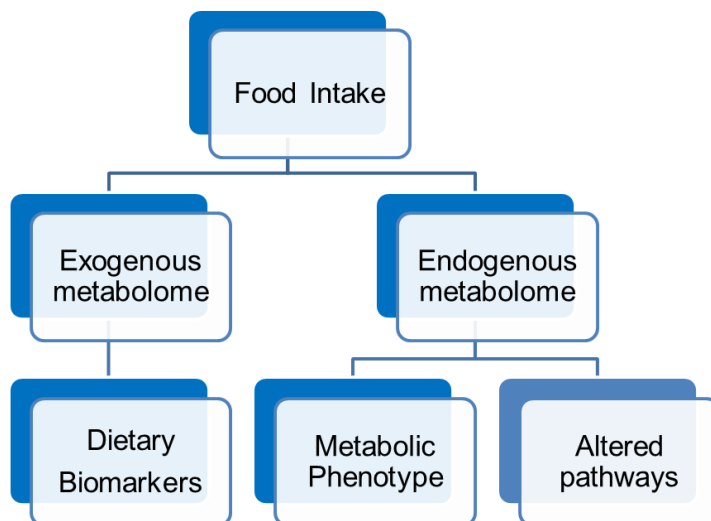 Food Intake
Exogenous
metabolome
Endogenous
metabolome
Dietary
Biomarkers
Metabolic
Phenotype
Altered
pathways